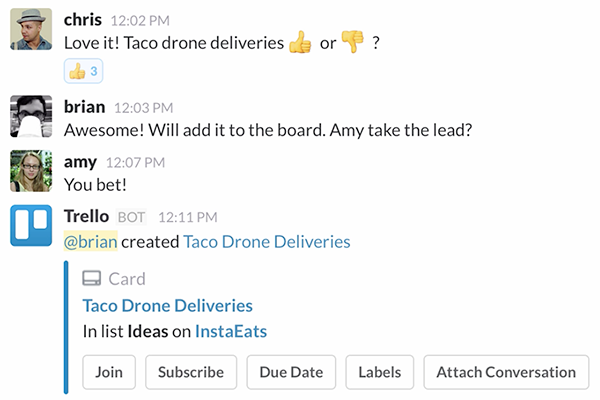 chris 12:02 PM
Love it! Taco drone deliveries 👍 or 👎 ?
👍 3
brian 12:03 PM
Awesome! Will add it to the board. Amy take the lead?
amy 12:07 PM
You bet!
Trello BOT 12:11 PM
@brian created Taco Drone Deliveries
Card
Taco Drone Deliveries
In list Ideas on InstaEats
Join Subscribe Due Date Labels Attach Conversation